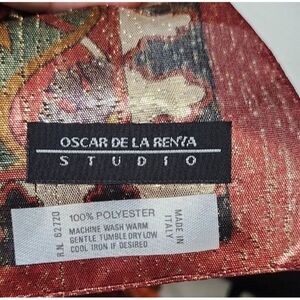 OSCAR DE LA RENTA
STUDIO
R.N. 62720
100% POLYESTER
MACHINE WASH WARM
GENTLE TUMBLE DRY LOW
COOL IRON IF DESIRED
MADE IN
ITALY